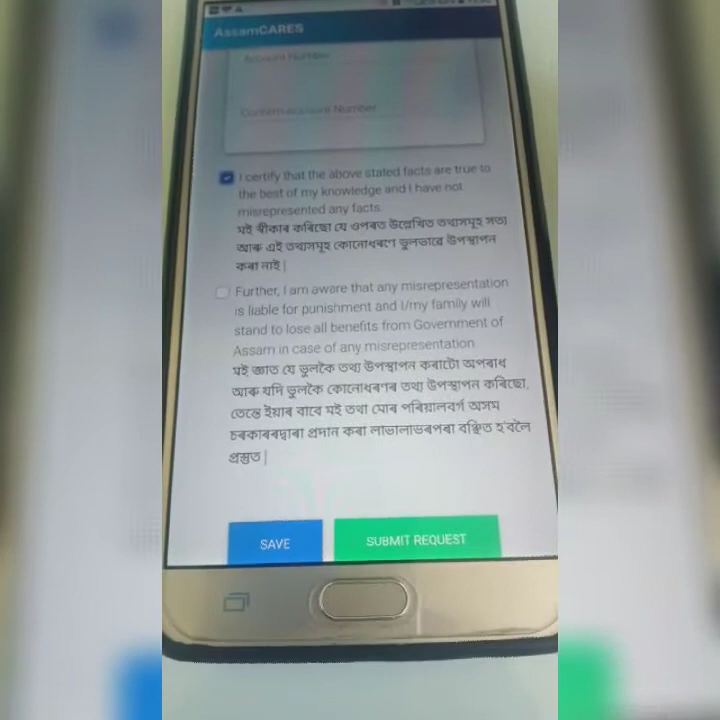 AssamCARES
Account Number
Confirm Account Number
I certify that the above stated facts are true to
the best of my knowledge and I have not
misrepresented any facts.
মই স্বীকাৰ কৰিছো যে ওপৰত উল্লেখিত তথ্যসমূহ সত্য
আৰু এই তথ্যসমূহ কোনোধৰণে ভুলভাৱে উপস্থাপন
কৰা নাই |
Further, I am aware that any misrepresentation
is liable for punishment and I/my family will
stand to lose all benefits from Government of
Assam in case of any misrepresentation
মই জ্ঞাত যে ভুলকৈ তথ্য উপস্থাপন কৰাটো অপৰাধ
আৰু যদি ভুলকৈ কোনোধৰণৰ তথ্য উপস্থাপন কৰিছো,
তেন্তে ইয়াৰ বাবে মই তথা মোৰ পৰিয়ালবৰ্গ অসম
চৰকাৰৰদ্বাৰা প্ৰদান কৰা লাভালাভৰপৰা বঞ্চিত হ'বলৈ
প্ৰস্তুত |
SAVE
SUBMIT REQUEST